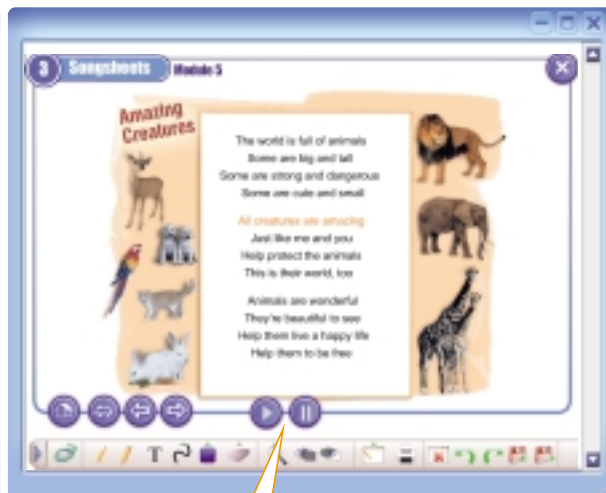 3 Songsheets Module 5
Amazing
Creatures
The world is full of animals
Some are big and tall
Some are strong and dangerous
Some are cute and small
All creatures are amazing
Just like me and you
Help protect the animals
This is their world, too
Animals are wonderful
They're beautiful to see
Help them live a happy life
Help them to be free
T